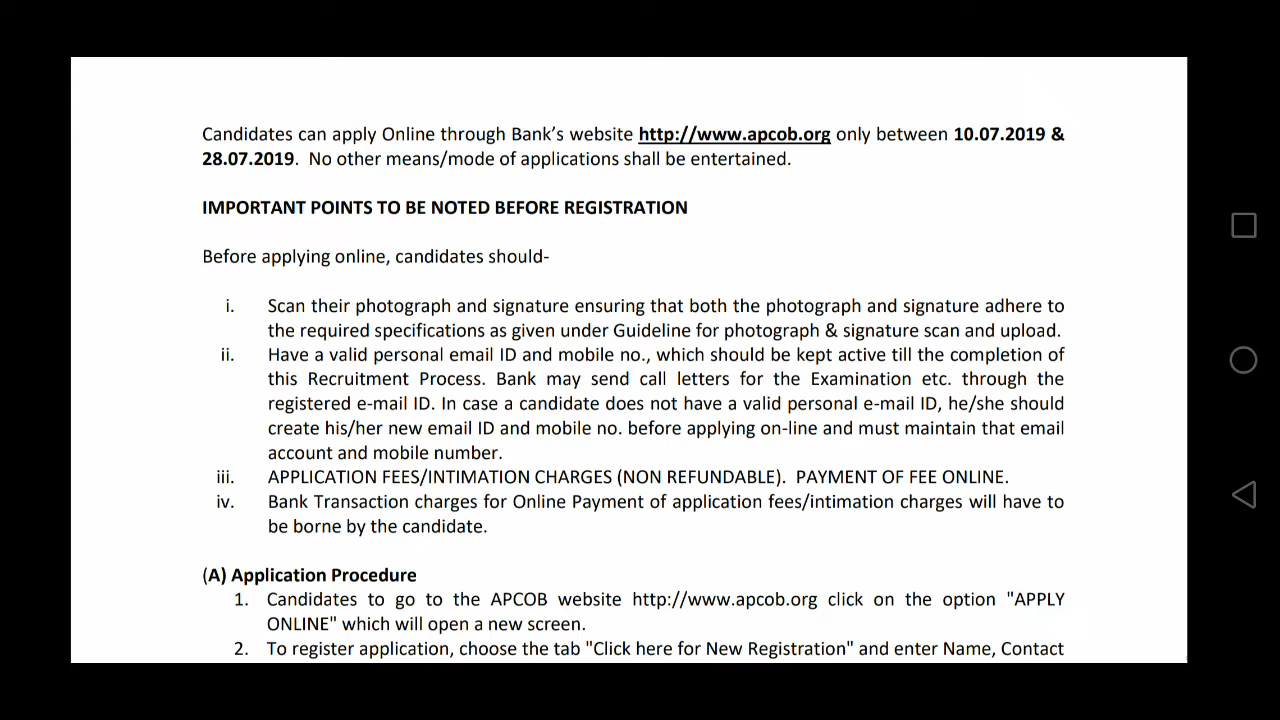 Candidates can apply Online through Bank's website http://www.apcob.org only between 10.07.2019 &
28.07.2019. No other means/mode of applications shall be entertained.
IMPORTANT POINTS TO BE NOTED BEFORE REGISTRATION
Before applying online, candidates should-
i. Scan their photograph and signature ensuring that both the photograph and signature adhere to
the required specifications as given under Guideline for photograph & signature scan and upload.
ii. Have a valid personal email ID and mobile no., which should be kept active till the completion of
this Recruitment Process. Bank may send call letters for the Examination etc. through the
registered e-mail ID. In case a candidate does not have a valid personal e-mail ID, he/she should
create his/her new email ID and mobile no. before applying on-line and must maintain that email
account and mobile number.
iii. APPLICATION FEES/INTIMATION CHARGES (NON REFUNDABLE). PAYMENT OF FEE ONLINE.
iv. Bank Transaction charges for Online Payment of application fees/intimation charges will have to
be borne by the candidate.
(A) Application Procedure
1. Candidates to go to the APCOB website http://www.apcob.org click on the option "APPLY
ONLINE" which will open a new screen.
2. To register application, choose the tab "Click here for New Registration" and enter Name, Contact